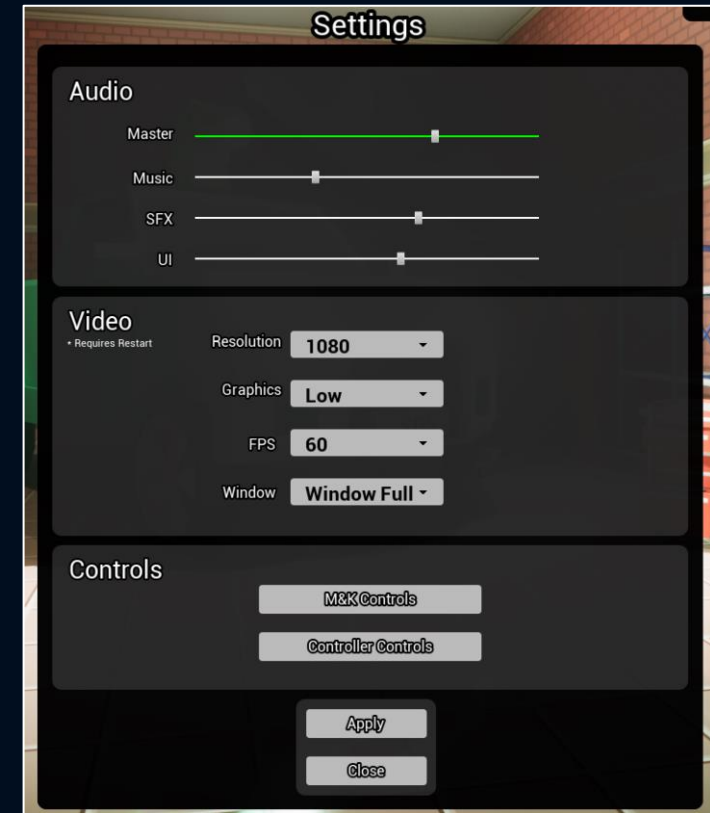 Settings
Audio
Master
Music
SFX
UI
Video
• Requires Restart
Resolution 1080
Graphics Low
FPS 60
Window Window Full
Controls
M&K Controls
Controller Controls
Apply
Close